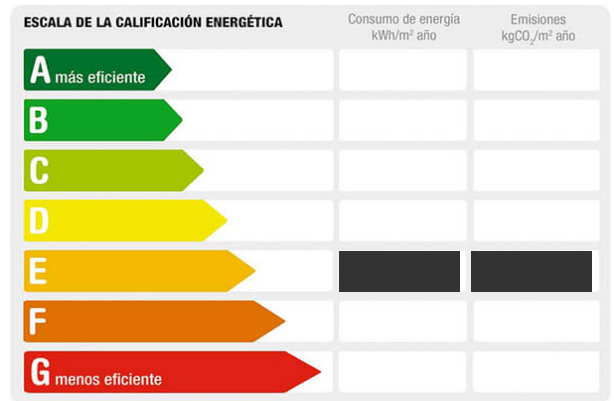 ESCALA DE LA CALIFICACIÓN ENERGÉTICA
Consumo de energía
kWh/m² año
Emisiones
kgCO₂/m² año
A más eficiente
B
C
D
E
F
G menos eficiente